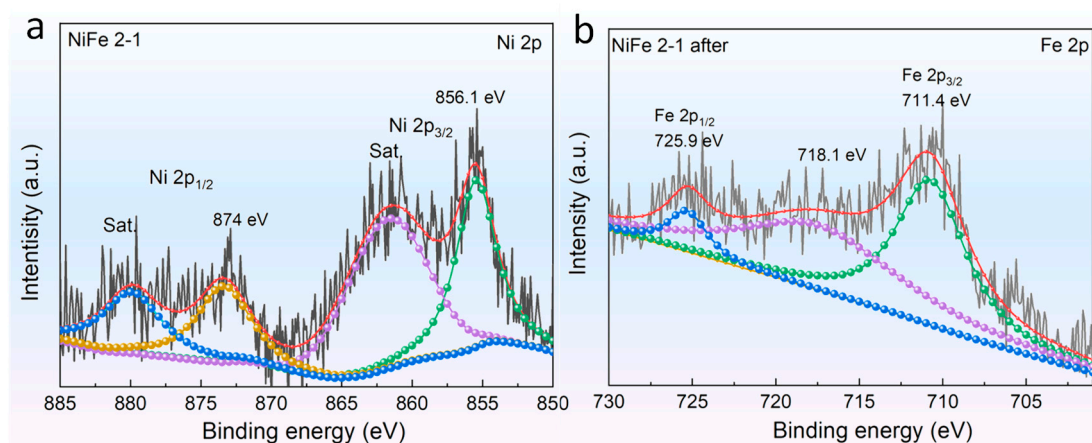 a
NiFe 2-1
Ni 2p
856.1 eV
Ni 2p3/2
Sat.
Ni 2p1/2
Sat.
874 eV
Intentisity (a.u.)
885 880 875 870 865 860 855 850
Binding energy (eV)
b
NiFe 2-1 after
Fe 2p
Fe 2p3/2
711.4 eV
Fe 2p1/2
725.9 eV
718.1 eV
Intensity (a.u.)
730 725 720 715 710 705
Binding energy (eV)